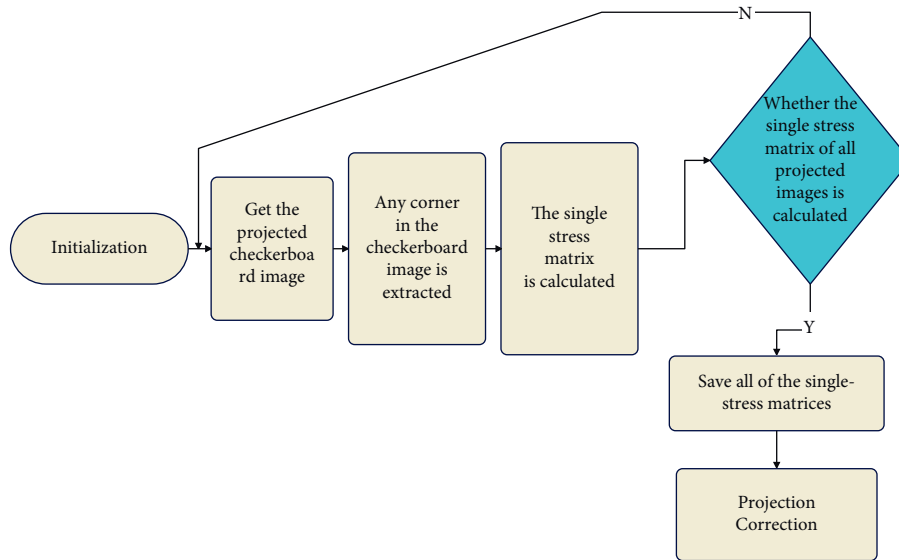 N
Initialization
Get the
projected
checkerboa
rd image
Any corner
in the
checkerboard
image is
extracted
The single
stress
matrix
is calculated
Whether the
single stress
matrix of all
projected
images is
calculated
Y
Save all of the single-
stress matrices
Projection
Correction